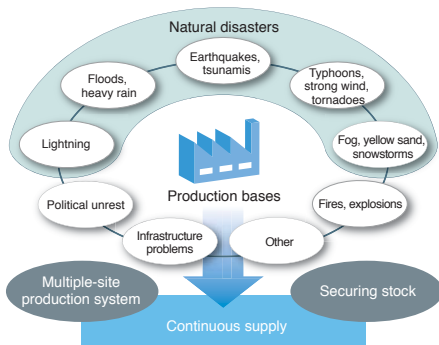 Natural disasters
Earthquakes,
tsunamis
Floods,
heavy rain
Typhoons,
strong wind,
tornadoes
Lightning
Fog, yellow sand,
snowstorms
Production bases
Political unrest
Fires, explosions
Infrastructure
problems
Other
Multiple-site
production system
Securing stock
Continuous supply